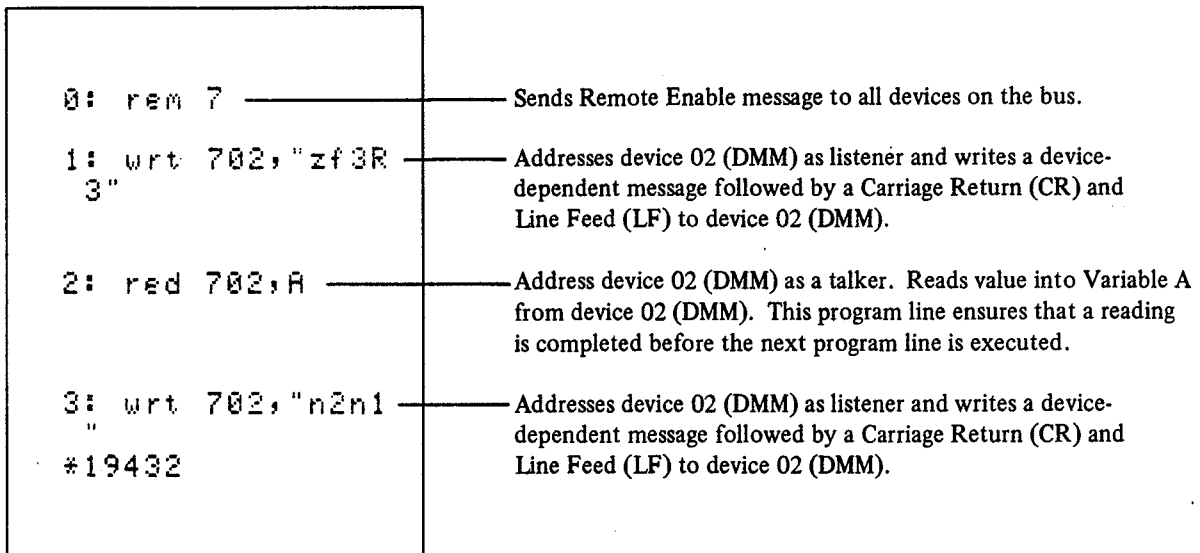 0: rem 7
Sends Remote Enable message to all devices on the bus.
1: wrt 702,"zf3R
3"
Addresses device 02 (DMM) as listener and writes a device-
dependent message followed by a Carriage Return (CR) and
Line Feed (LF) to device 02 (DMM).
2: red 702,A
Address device 02 (DMM) as a talker. Reads value into Variable A
from device 02 (DMM). This program line ensures that a reading
is completed before the next program line is executed.
3: wrt 702,"n2n1
"
*19432
Addresses device 02 (DMM) as listener and writes a device-
dependent message followed by a Carriage Return (CR) and
Line Feed (LF) to device 02 (DMM).